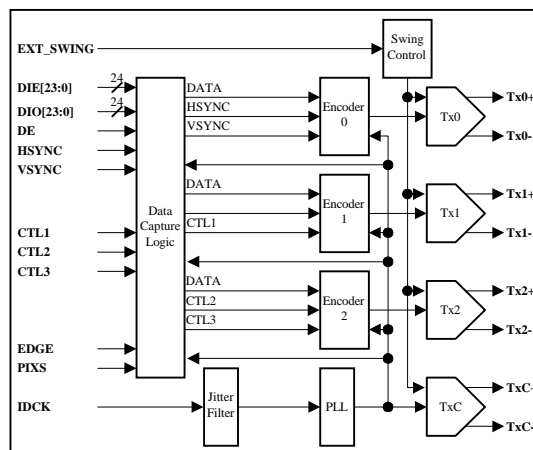 EXT_SWING
Swing
Control
DIE[23:0]
24
DIO[23:0]
24
DE
HSYNC
VSYNC
CTL1
CTL2
CTL3
EDGE
PIXS
IDCK
Data
Capture
Logic
DATA
HSYNC
VSYNC
Encoder
0
Tx0
Tx0+
Tx0-
DATA
CTL1
Encoder
1
Tx1
Tx1+
Tx1-
DATA
CTL2
CTL3
Encoder
2
Tx2
Tx2+
Tx2-
Jitter
Filter
PLL
TxC
TxC+
TxC-